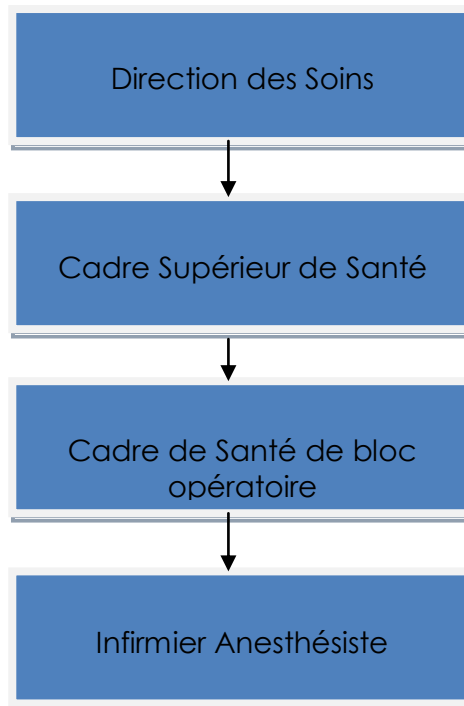 Direction des Soins
Cadre Supérieur de Santé
Cadre de Santé de bloc
opératoire
Infirmier Anesthésiste